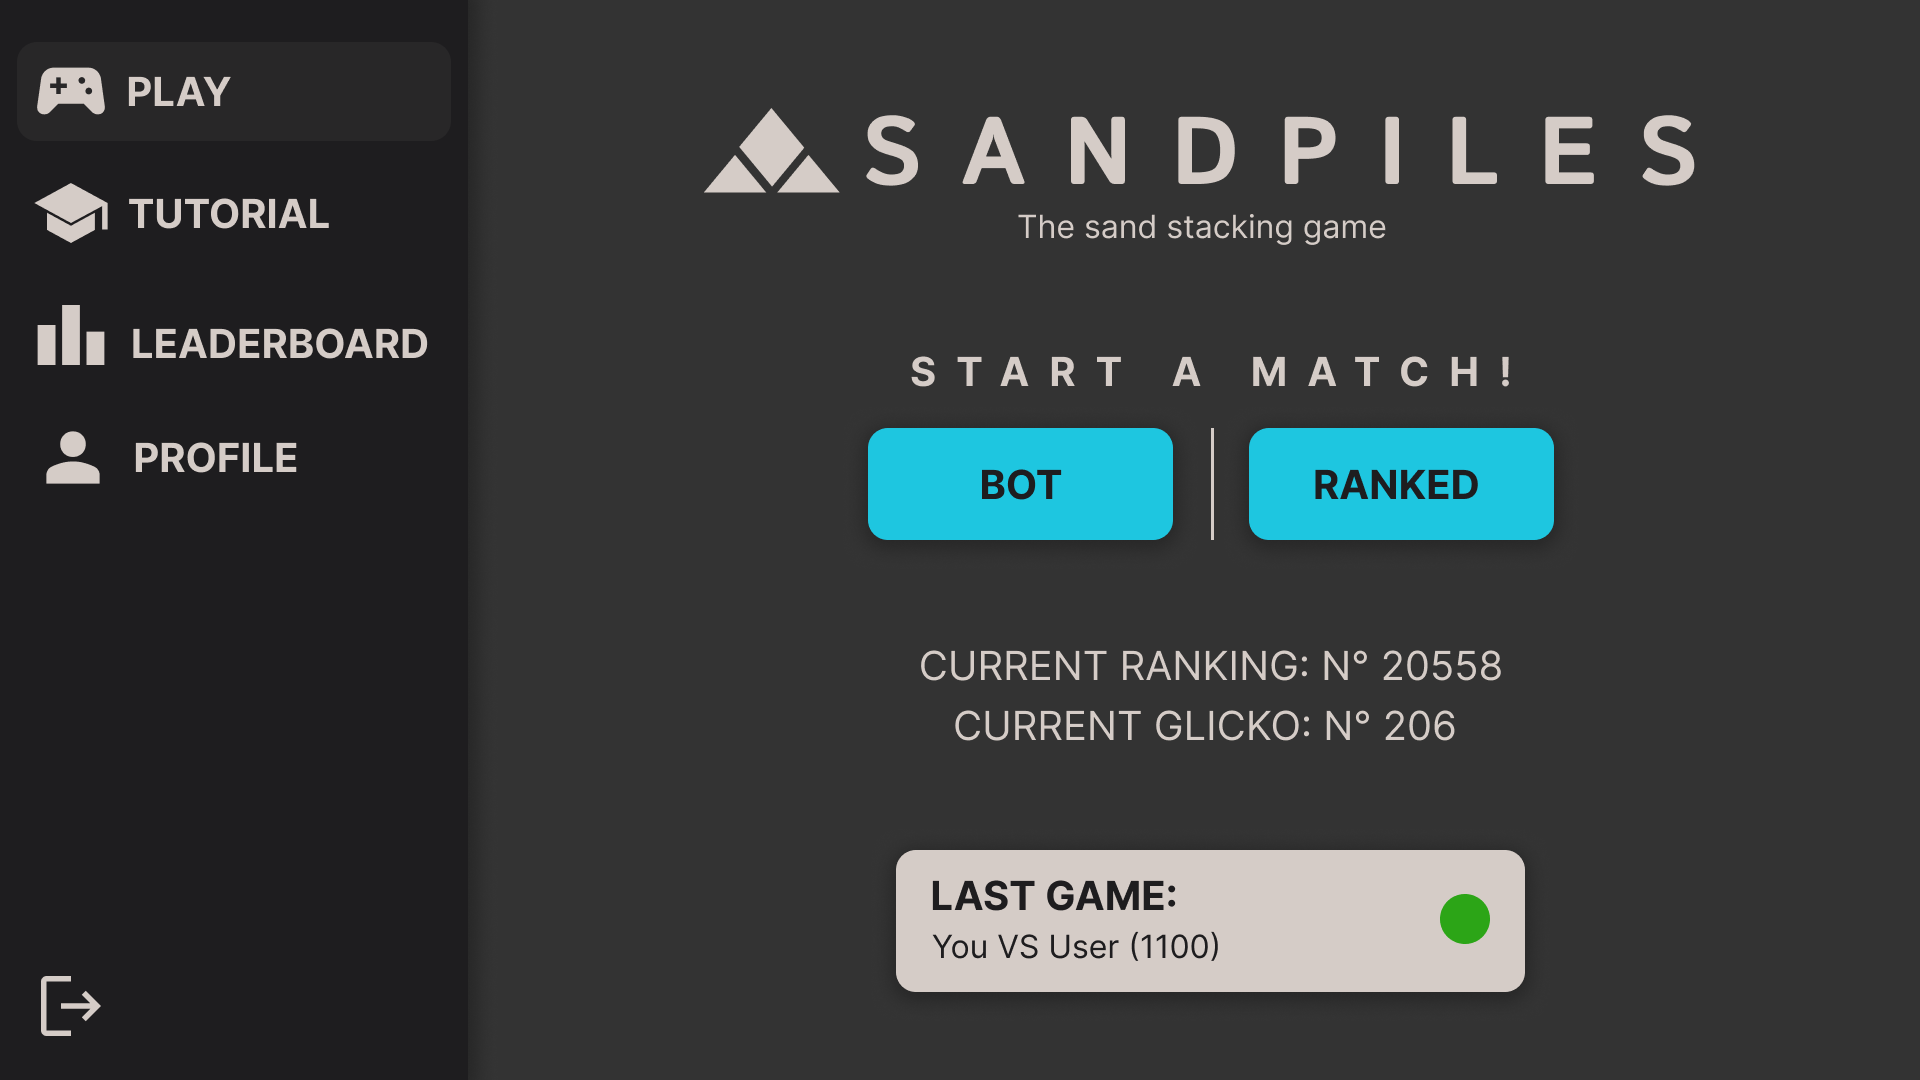 PLAY
TUTORIAL
LEADERBOARD
PROFILE
SANDPILES
The sand stacking game
START A MATCH!
BOT
RANKED
CURRENT RANKING: N° 20558
CURRENT GLICKO: N° 206
LAST GAME:
You VS User (1100)